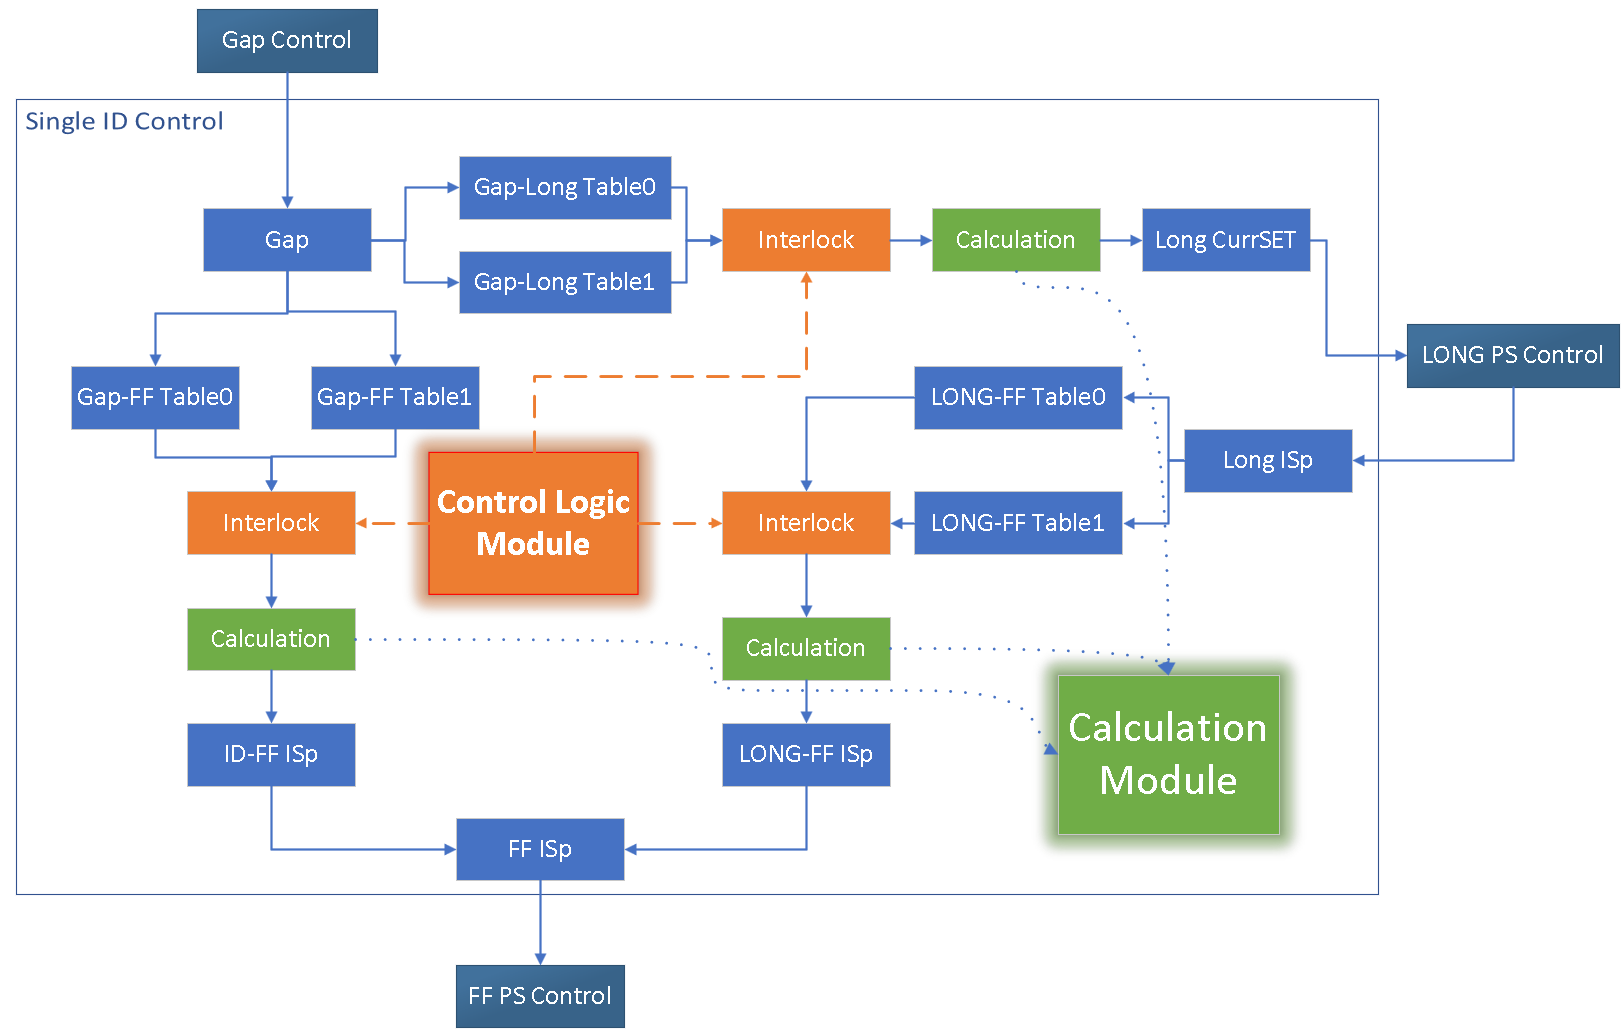 Gap Control
Single ID Control
Gap-Long Table0
Gap
Interlock
Calculation
Long CurrSET
Gap-Long Table1
LONG PS Control
Gap-FF Table0
Gap-FF Table1
LONG-FF Table0
Long ISp
Control Logic
Module
Interlock
Interlock
LONG-FF Table1
Calculation
Calculation
Calculation
Module
ID-FF ISp
LONG-FF ISp
FF ISp
FF PS Control